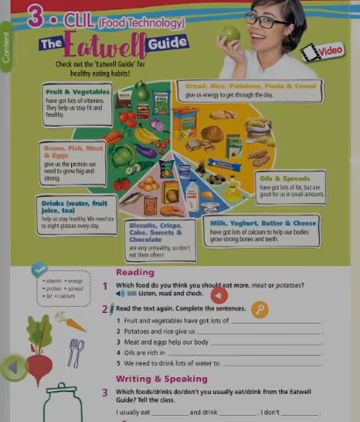 3 • CLIL (Food Technology)
Content
The Eatwell Guide
Check out the 'Eatwell Guide' for
healthy eating habits!
Video
Fruit & Vegetables
have got lots of vitamins.
They help us stay fit and
healthy.
Bread, Rice, Potatoes, Pasta & Cereal
give us energy to get through the day.
Beans, Fish, Meat
& Eggs
give us the protein we
need to grow big and
strong.
Oils & Spreads
have got lots of fat, but are
good for us in small amounts.
Drinks (water, fruit
juice, tea)
help us stay healthy. We need six
to eight glasses every day.
Biscuits, Crisps,
Cake, Sweets &
Chocolate
are very unhealthy, so don't
eat them often!
Milk, Yoghurt, Butter & Cheese
have got lots of calcium to help our bodies
grow strong bones and teeth.
• vitamin • energy
• protein • spread
• fat • calcium
Reading
1 Which food do you think you should eat more, meat or potatoes?
Listen, read and check.
2 Read the text again. Complete the sentences.
1 Fruit and vegetables have got lots of ____.
2 Potatoes and rice give us ____.
3 Meat and eggs help our body ____.
4 Oils are rich in ____.
5 We need to drink lots of water to ____.
Writing & Speaking
3 Which foods/drinks do/don't you usually eat/drink from the Eatwell
Guide? Tell the class.
I usually eat ____ and drink ____. I don't ____.